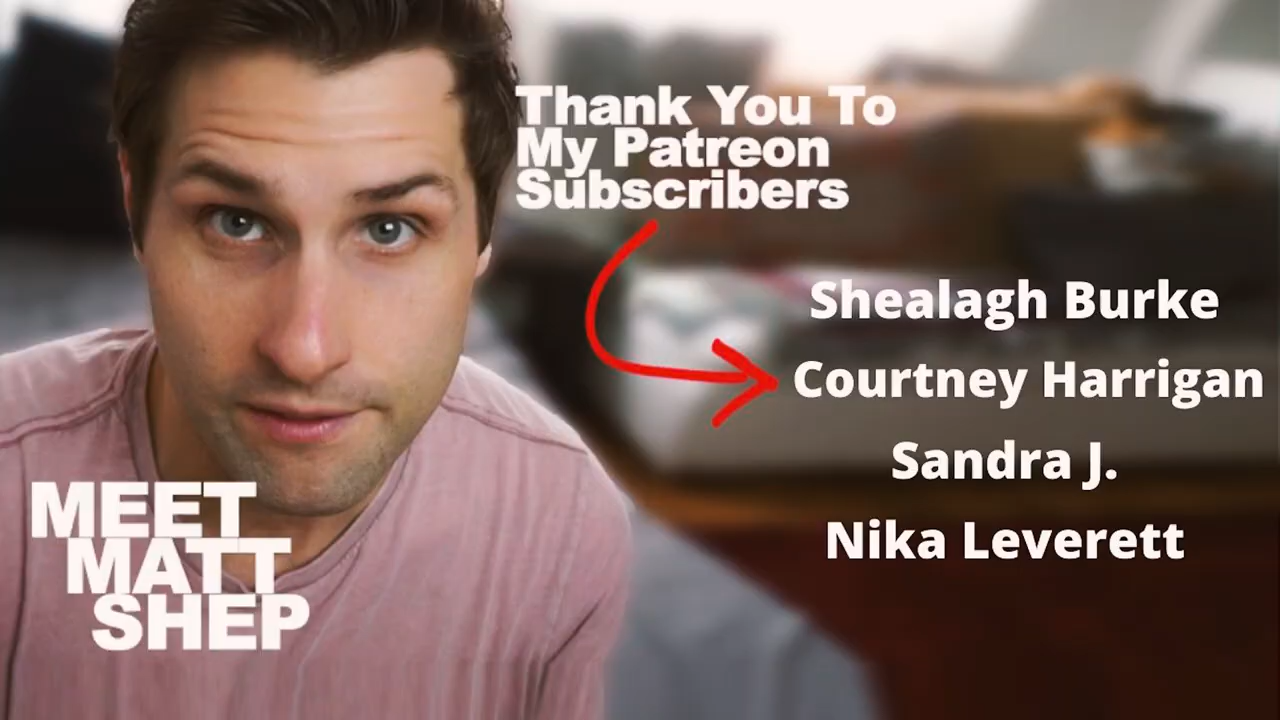 Thank You To
My Patreon
Subscribers
Shealagh Burke
Courtney Harrigan
Sandra J.
Nika Leverett
MEET
MATT
SHEP